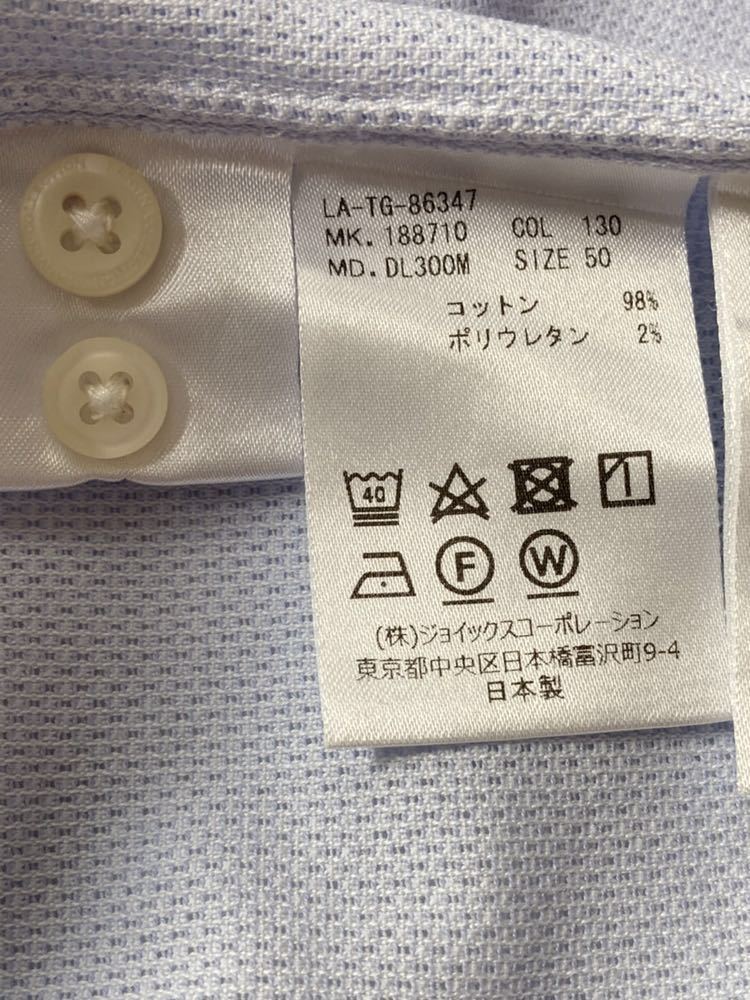 LA-TG-86347
MK. 188710 COL 130
MD. DL300M SIZE 50
コットン 98%
ポリウレタン 2%
40
F W
(株)ジョイックスコーポレーション
東京都中央区日本橋富沢町9-4
日本製